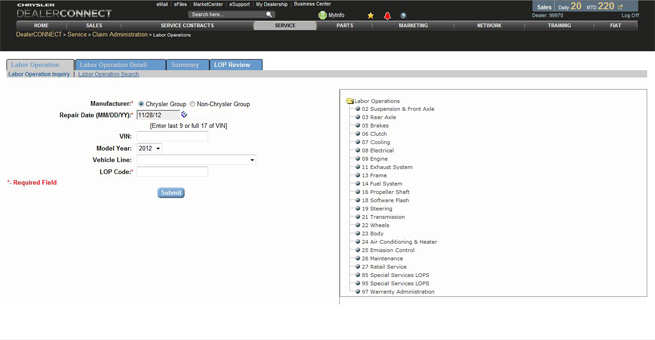 CHRYSLER
DEALERCONNECT
eMail | eFiles | MarketCenter | eSupport | My Dealership | Business Center
Search here...
MyInfo
Sales Daily 20 MTD 220
Dealer: 99970 Log Off
HOME SALES SERVICE CONTRACTS SERVICE PARTS MARKETING NETWORK TRAINING FIAT
DealerCONNECT > Service > Claim Administration > Labor Operations
Labor Operation Labor Operation Detail Summary LOP Review
Labor Operation Inquiry | Labor Operation Search
Manufacturer:* Chrysler Group Non-Chrysler Group
Repair Date (MM/DD/YY):* 11/28/12
[Enter last 9 or full 17 of VIN]
VIN:
Model Year: 2012
Vehicle Line:
LOP Code:*
*- Required Field
Submit
Labor Operations
02 Suspension & Front Axle
03 Rear Axle
05 Brakes
06 Clutch
07 Cooling
08 Electrical
09 Engine
11 Exhaust System
13 Frame
14 Fuel System
16 Propeller Shaft
18 Software Flash
19 Steering
21 Transmission
22 Wheels
23 Body
24 Air Conditioning & Heater
25 Emission Control
26 Maintenance
27 Retail Service
85 Special Services LOPS
95 Special Services LOPS
97 Warranty Administration